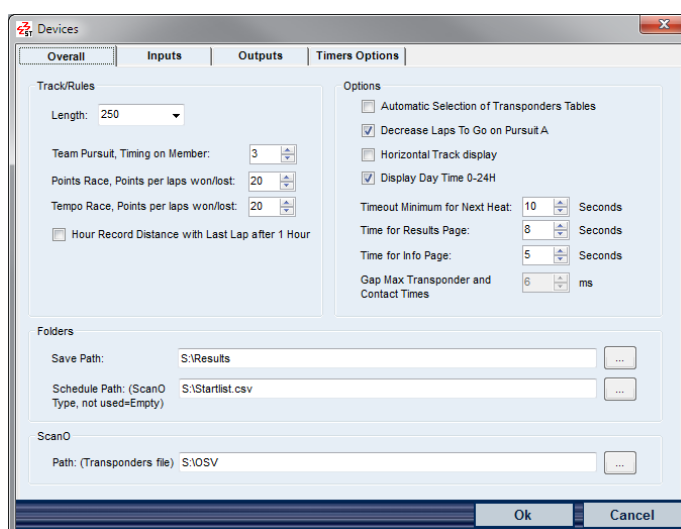 Devices
Overall Inputs Outputs Timers Options
Track/Rules
Length: 250
Team Pursuit, Timing on Member: 3
Points Race, Points per laps won/lost: 20
Tempo Race, Points per laps won/lost: 20
Hour Record Distance with Last Lap after 1 Hour
Options
Automatic Selection of Transponders Tables
Decrease Laps To Go on Pursuit A
Horizontal Track display
Display Day Time 0-24H
Timeout Minimum for Next Heat: 10 Seconds
Time for Results Page: 8 Seconds
Time for Info Page: 5 Seconds
Gap Max Transponder and
Contact Times 6 ms
Folders
Save Path: S:\Results ...
Schedule Path: (ScanO
Type, not used=Empty) S:\Startlist.csv ...
ScanO
Path: (Transponders file) S:\OSV ...
Ok Cancel